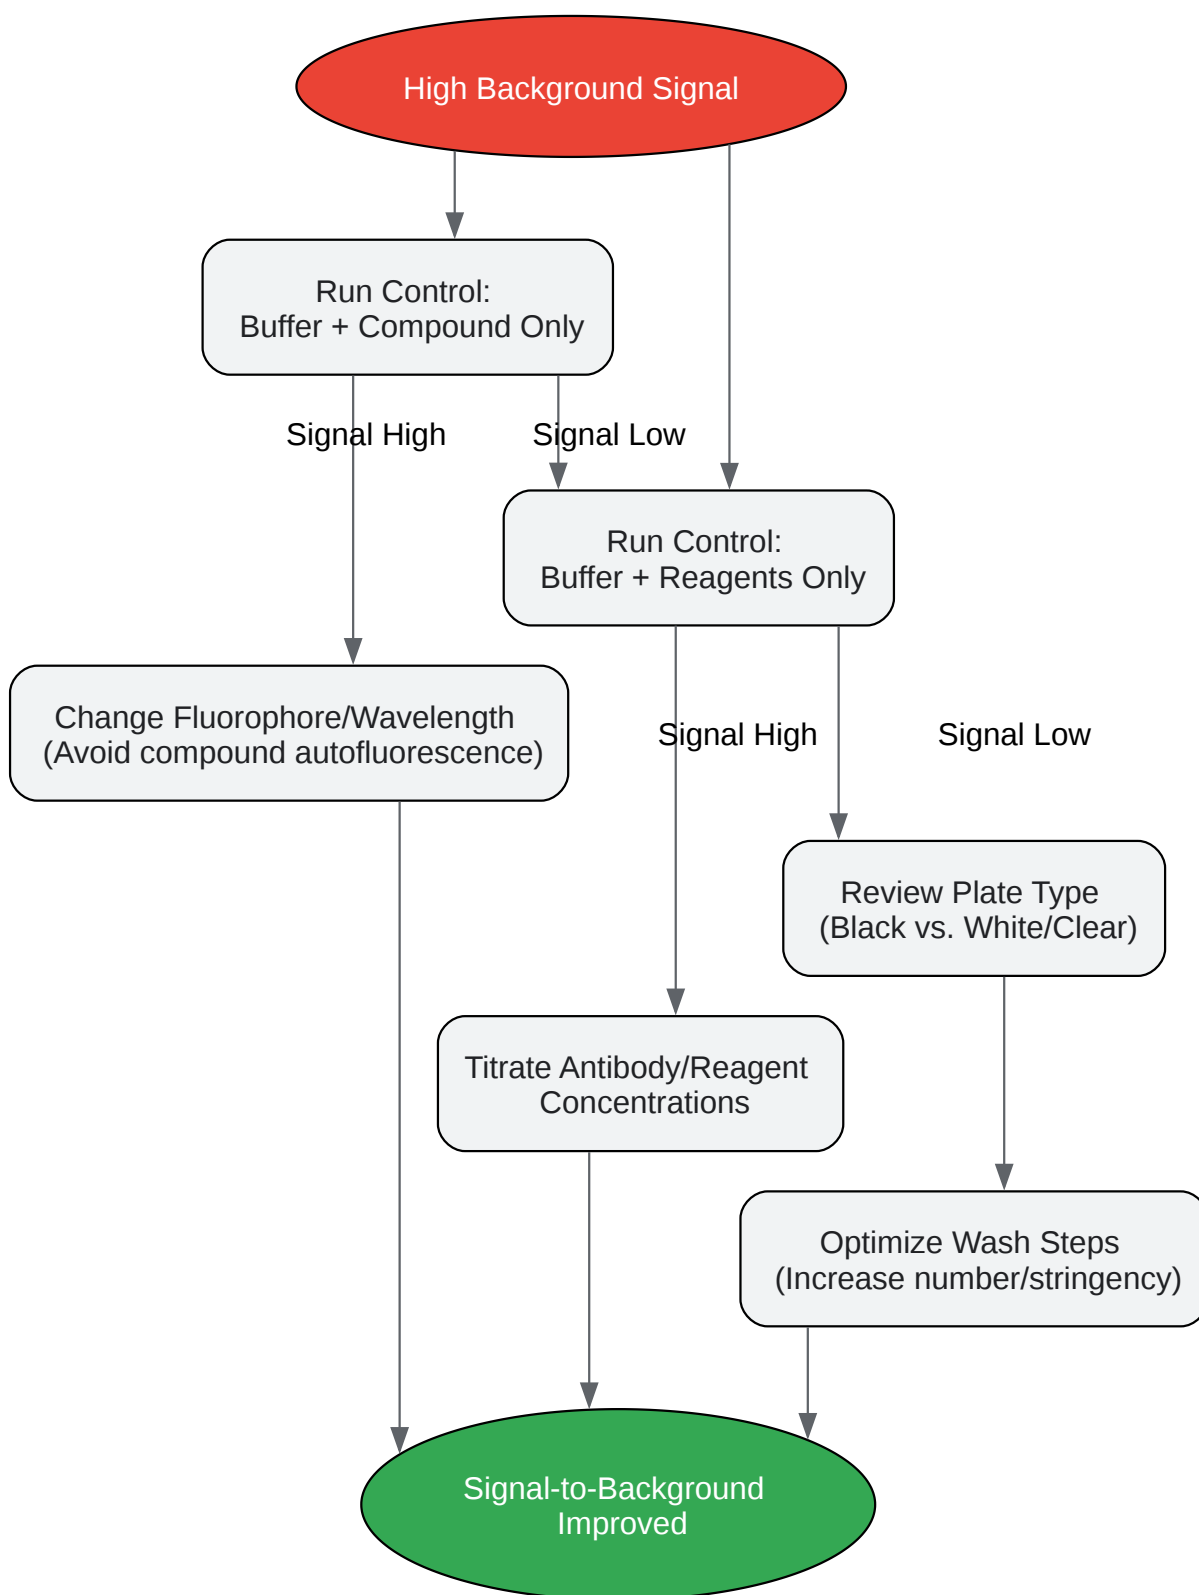 High Background Signal
Run Control:
Buffer + Compound Only
Signal High
Signal Low
Run Control:
Buffer + Reagents Only
Change Fluorophore/Wavelength
(Avoid compound autofluorescence)
Signal High
Signal Low
Review Plate Type
(Black vs. White/Clear)
Titrate Antibody/Reagent
Concentrations
Optimize Wash Steps
(Increase number/stringency)
Signal-to-Background
Improved